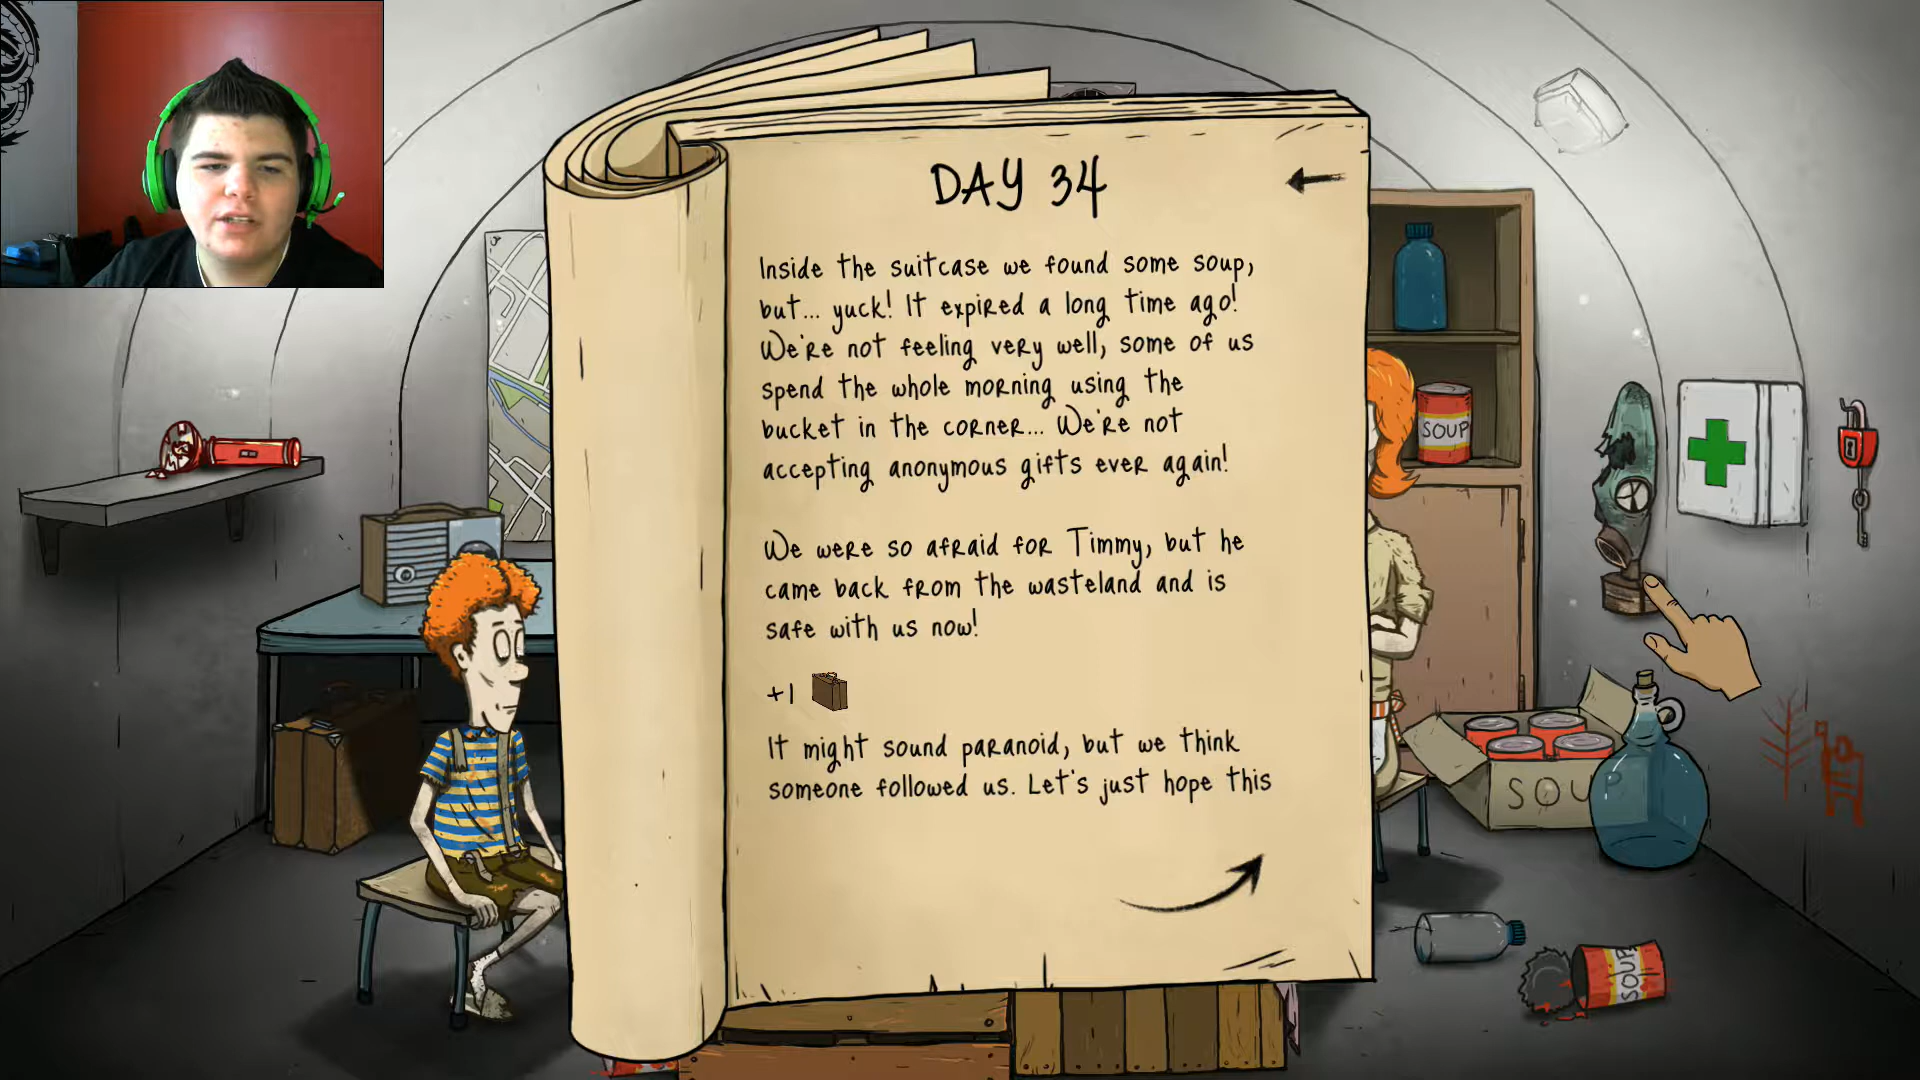 DAY 34
Inside the suitcase we found some soup,
but... yuck! It expired a long time ago!
We're not feeling very well, some of us
spend the whole morning using the
bucket in the corner... We're not
accepting anonymous gifts ever again!
We were so afraid for Timmy, but he
came back from the wasteland and is
safe with us now!
+1
It might sound paranoid, but we think
someone followed us. Let's just hope this
SOUP
SOU
SOUP